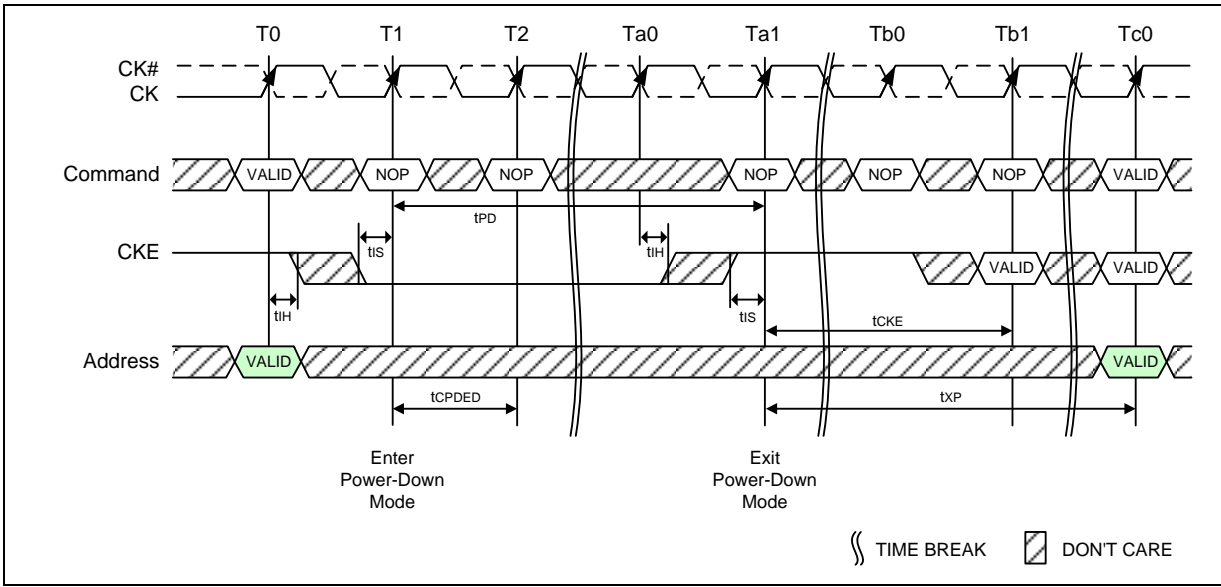 T0 T1 T2 Ta0 Ta1 Tb0 Tb1 Tc0
CK#
CK
Command VALID NOP NOP NOP NOP NOP VALID
tPD
tIS tIH
CKE VALID VALID
tIH tIS
tCKE
Address VALID VALID
tCPDED tXP
Enter
Power-Down
Mode
Exit
Power-Down
Mode
TIME BREAK DON'T CARE